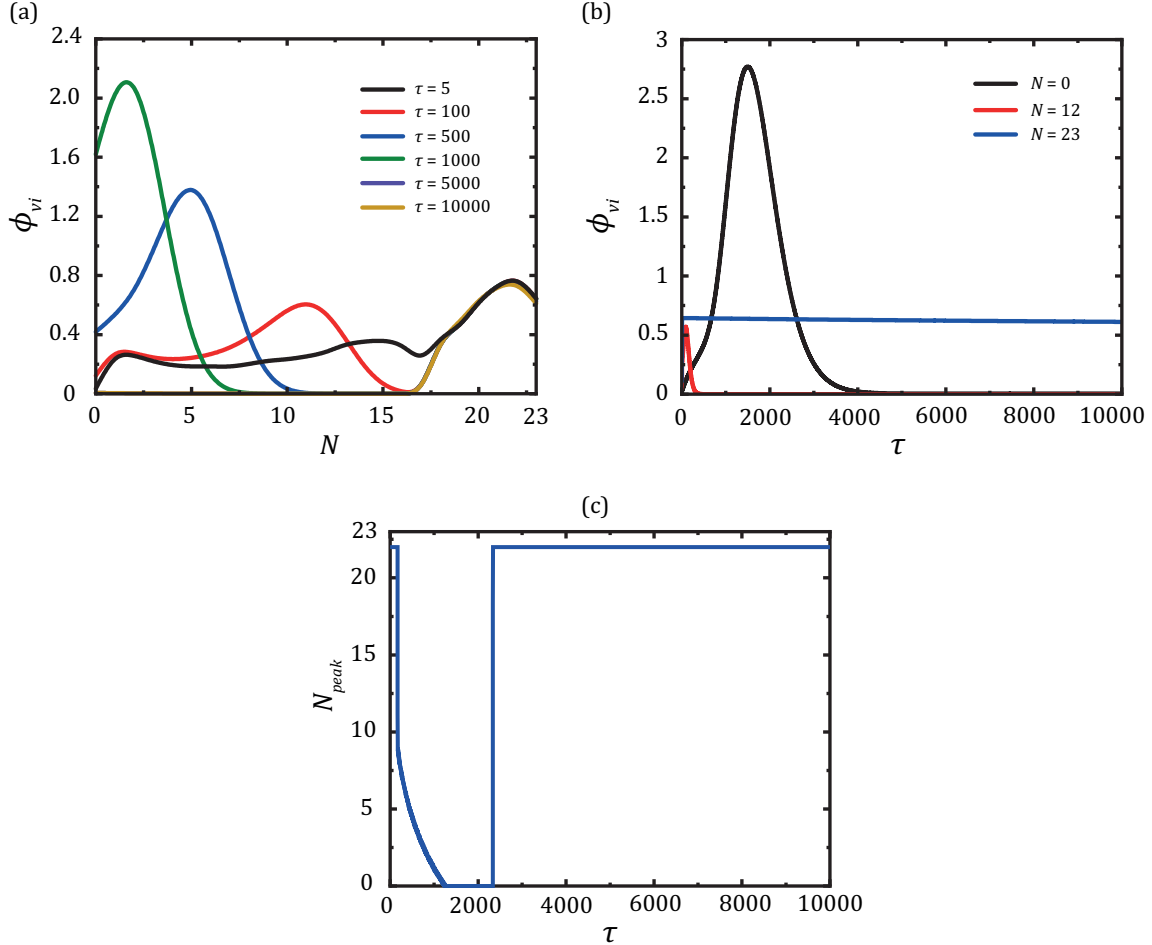 (a)
2.4
2.0
1.6
1.2
0.8
0.4
0
ϕvi
0 5 10 15 20 23
N
τ = 5
τ = 100
τ = 500
τ = 1000
τ = 5000
τ = 10000
(b)
3
2.5
2
1.5
1
0.5
0
ϕvi
0 2000 4000 6000 8000 10000
τ
N = 0
N = 12
N = 23
(c)
23
20
15
10
5
0
Npeak
0 2000 4000 6000 8000 10000
τ